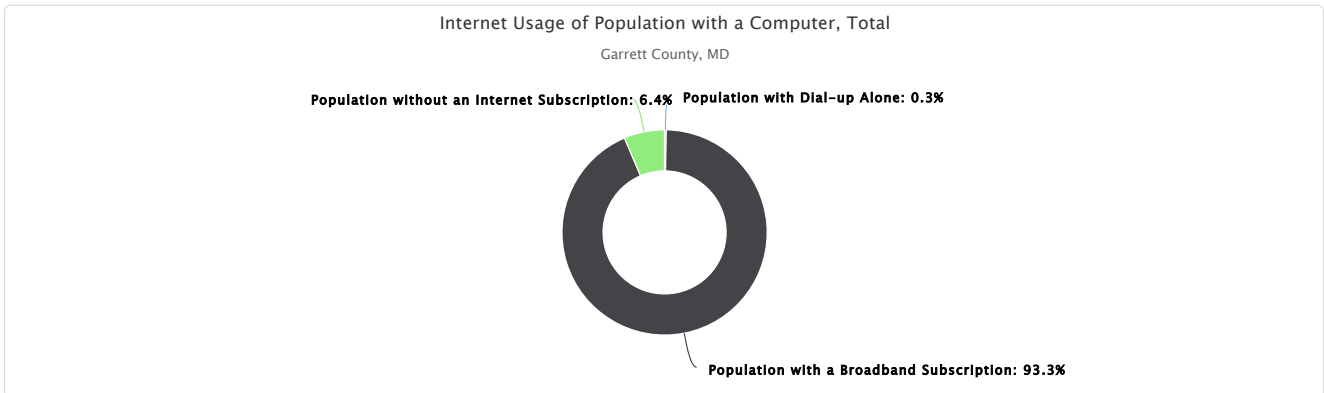 Internet Usage of Population with a Computer, Total
Garrett County, MD
Population without an Internet Subscription: 6.4%
Population with Dial-up Alone: 0.3%
Population with a Broadband Subscription: 93.3%